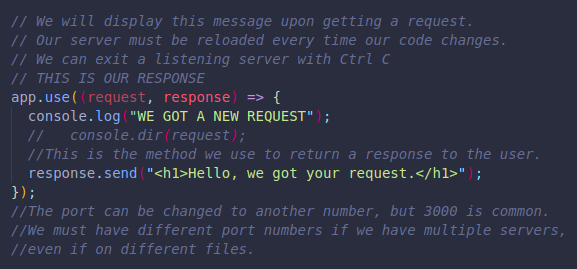 // We will display this message upon getting a request.
// Our server must be reloaded every time our code changes.
// We can exit a listening server with Ctrl C
// THIS IS OUR RESPONSE
app.use((request, response) => {
  console.log("WE GOT A NEW REQUEST");
  //   console.dir(request);
  //This is the method we use to return a response to the user.
  response.send("<h1>Hello, we got your request.</h1>");
});
//The port can be changed to another number, but 3000 is common.
//We must have different port numbers if we have multiple servers,
//even if on different files.